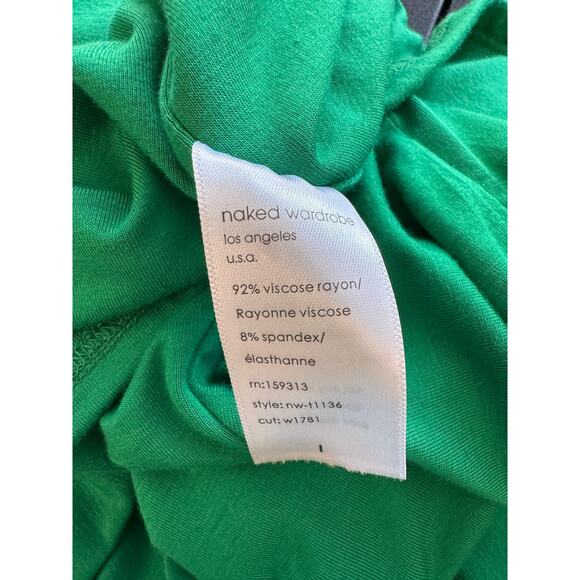 naked wardrobe
los angeles
u.s.a.
92% viscose rayon/
Rayonne viscose
8% spandex/
élasthanne
rn:159313
style: nw-t1136
cut: w1781